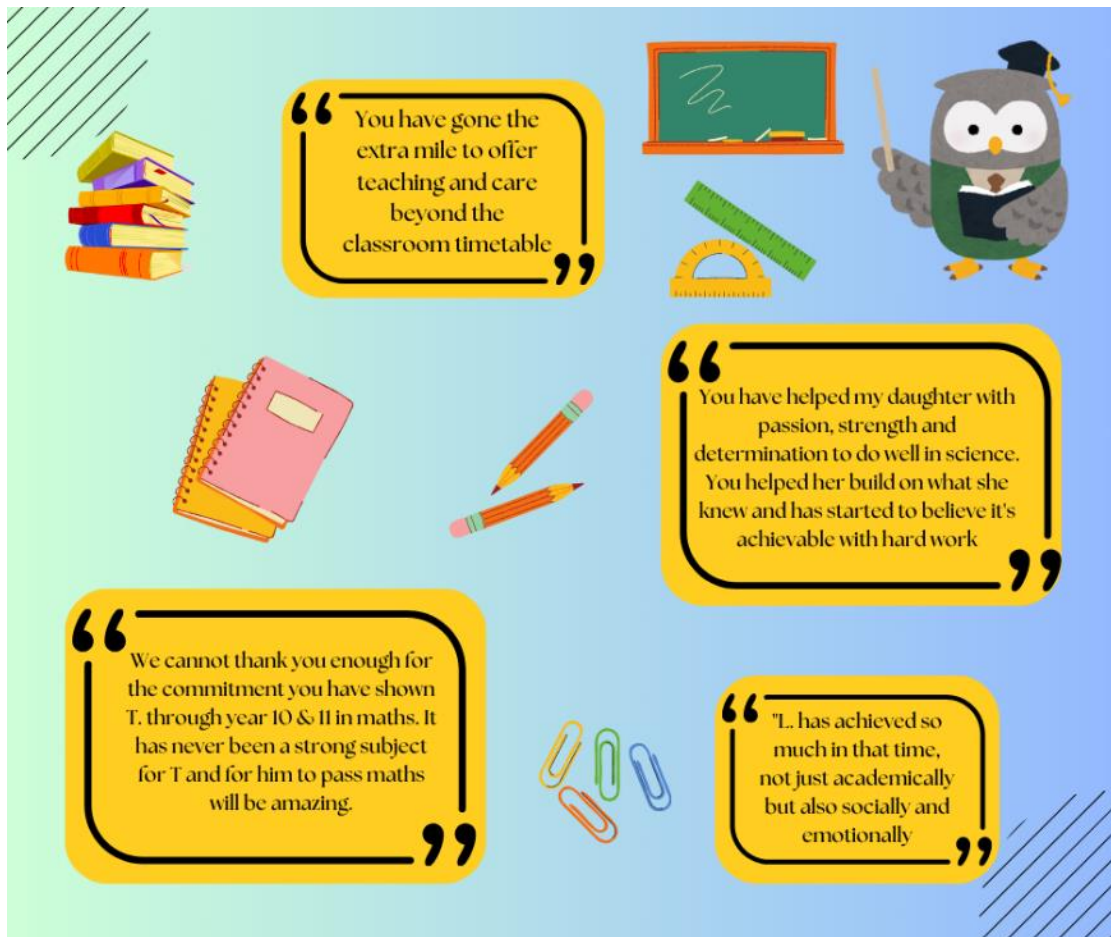 You have gone the
extra mile to offer
teaching and care
beyond the
classroom timetable
You have helped my daughter with
passion, strength and
determination to do well in science.
You helped her build on what she
knew and has started to believe it's
achievable with hard work
We cannot thank you enough for
the commitment you have shown
T. through year 10 & 11 in maths. It
has never been a strong subject
for T and for him to pass maths
will be amazing.
"L. has achieved so
much in that time,
not just academically
but also socially and
emotionally